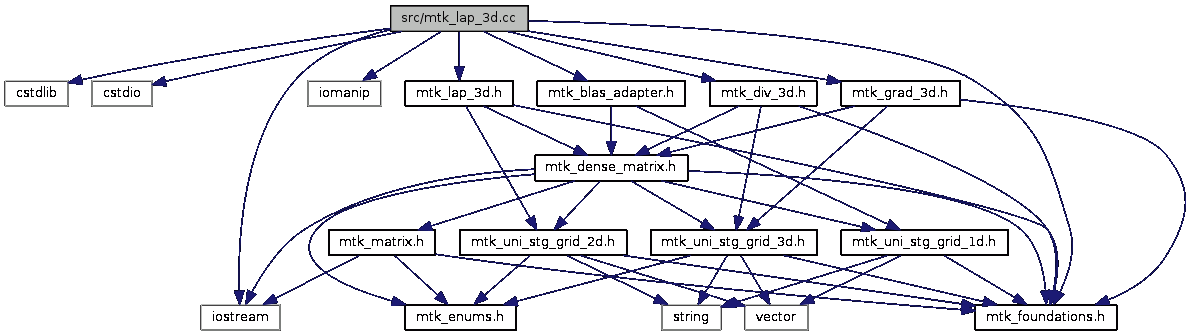 src/mtk_lap_3d.cc
cstdlib
cstdio
iomanip
mtk_lap_3d.h
mtk_blas_adapter.h
mtk_div_3d.h
mtk_grad_3d.h
mtk_dense_matrix.h
mtk_matrix.h
mtk_uni_stg_grid_2d.h
mtk_uni_stg_grid_3d.h
mtk_uni_stg_grid_1d.h
iostream
mtk_enums.h
string
vector
mtk_foundations.h